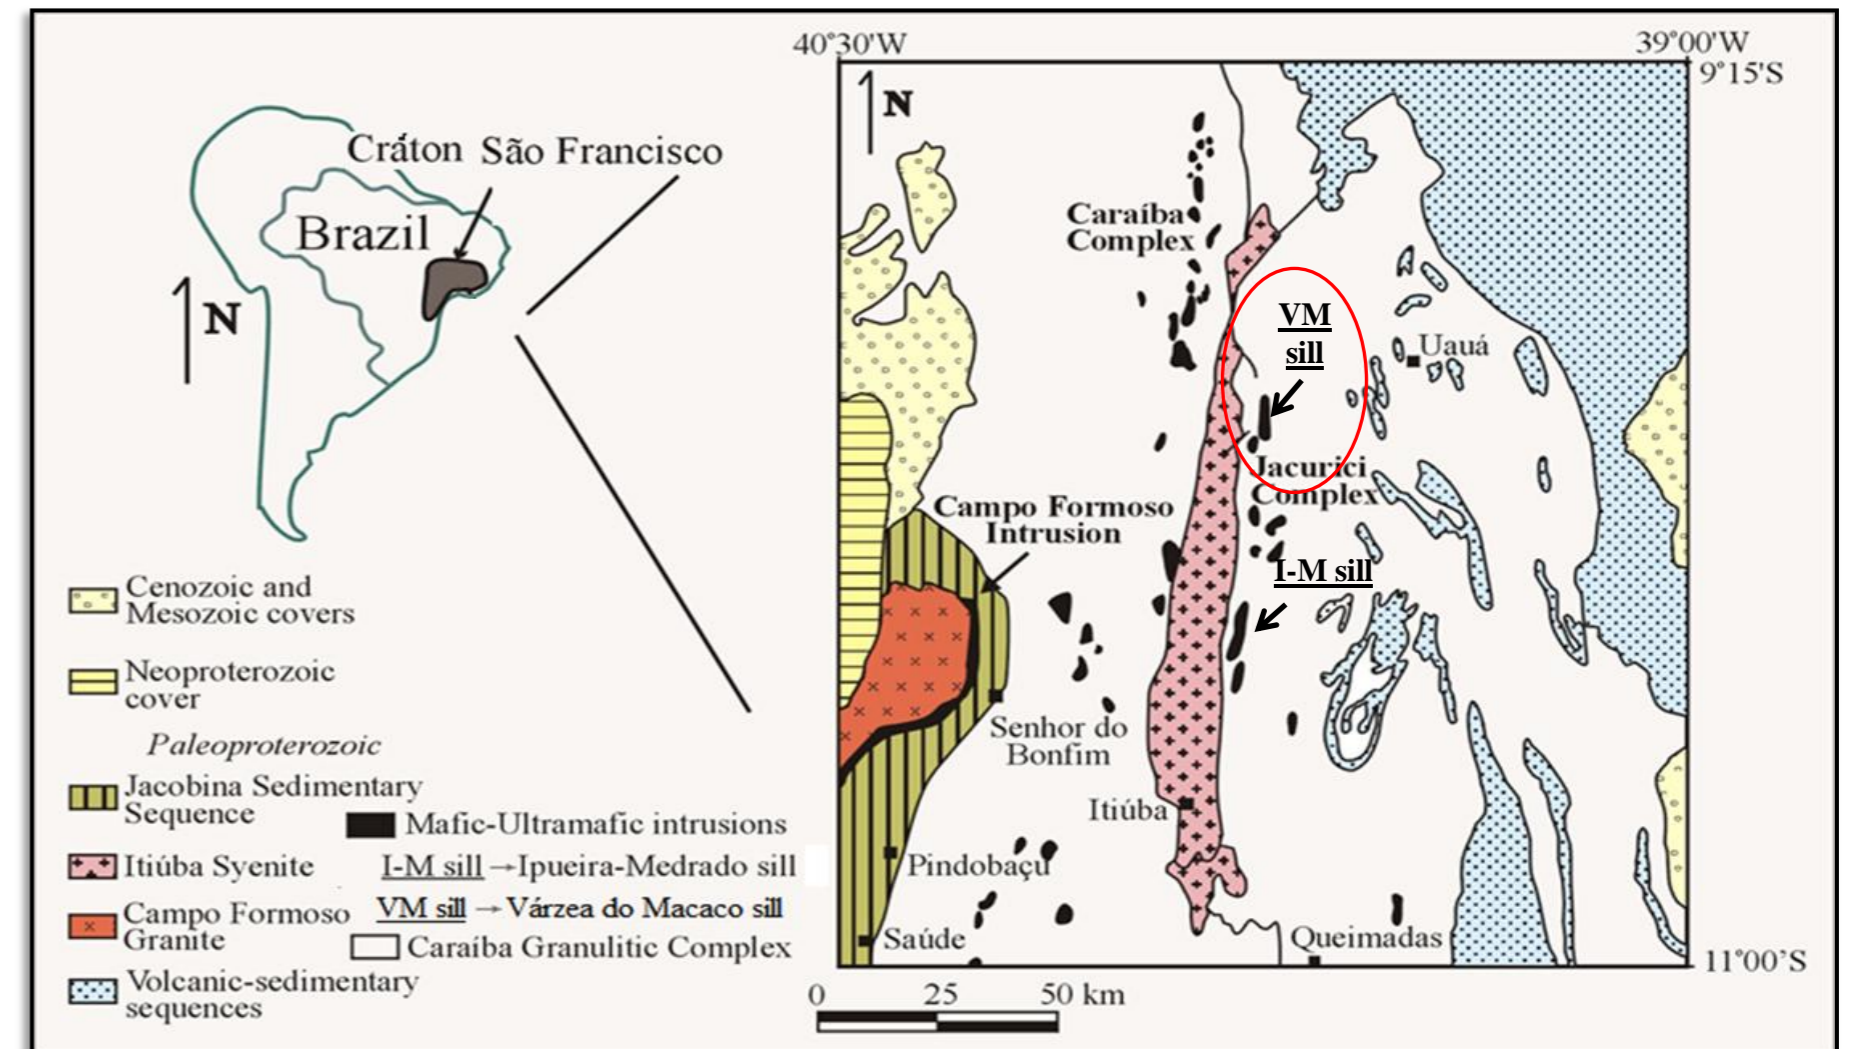 Cráton São Francisco
Brazil
N
N
40°30'W
39°00'W
9°15'S
N
Caraíba
Complex
VM
sill
Uauá
Jacurici
Complex
Campo Formoso
Intrusion
I-M sill
Senhor do
Bonfim
Itiúba
Pindobaçu
Saúde
Queimadas
11°00'S
0 25 50 km
Cenozoic and
Mesozoic covers
Neoproterozoic
cover
Paleoproterozoic
Jacobina Sedimentary
Sequence
Itiúba Syenite
Campo Formoso
Granite
Volcanic-sedimentary
sequences
Mafic-Ultramafic intrusions
I-M sill →Ipueira-Medrado sill
VM sill → Várzea do Macaco sill
Caraíba Granulitic Complex